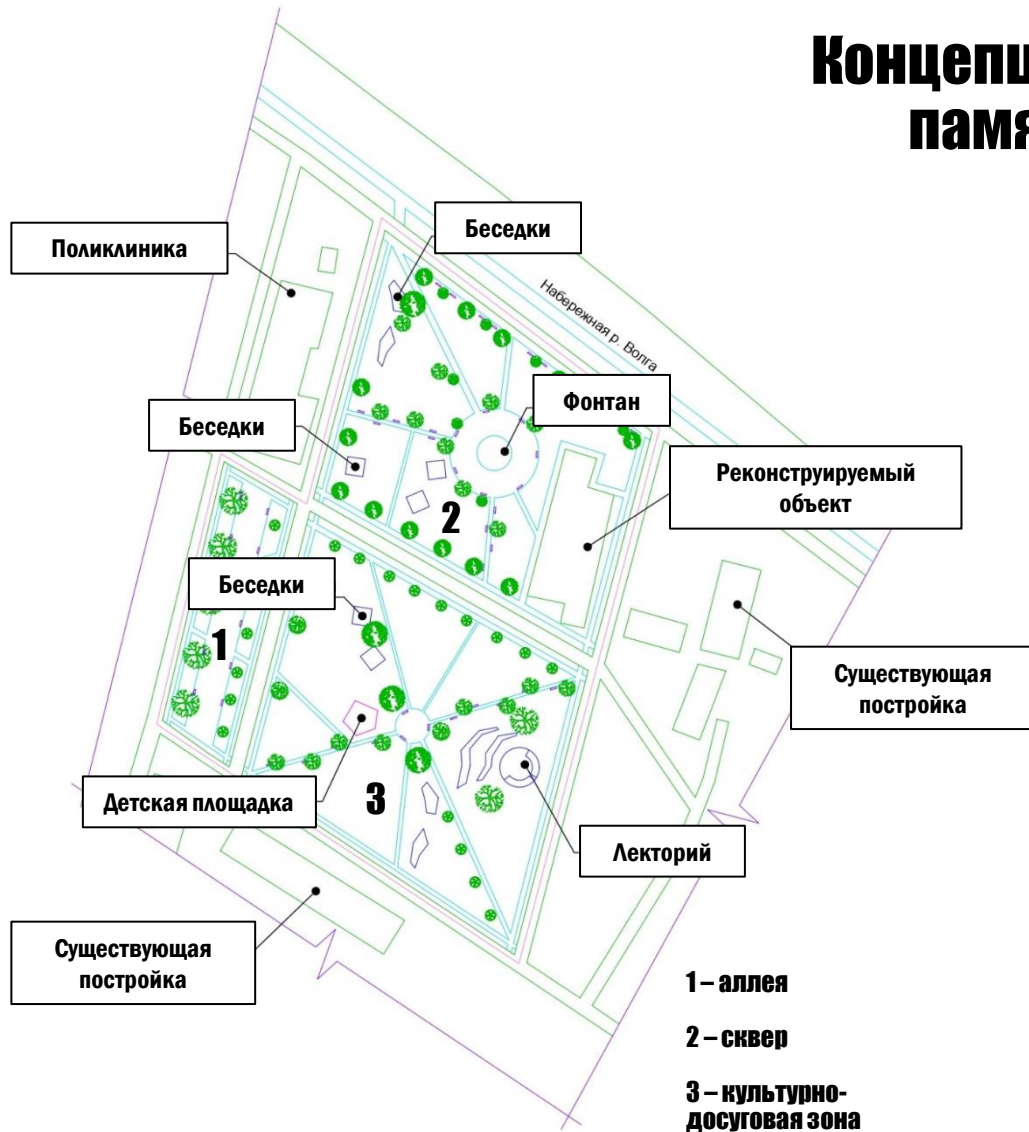 Концепц
памя
Беседки
Поликлиника
Набережная р. Волга
Фонтан
Беседки
Реконструируемый
объект
2
Беседки
1
Существующая
постройка
Детская площадка
3
Лекторий
Существующая
постройка
1 – аллея
2 – сквер
3 – культурно-
досуговая зона